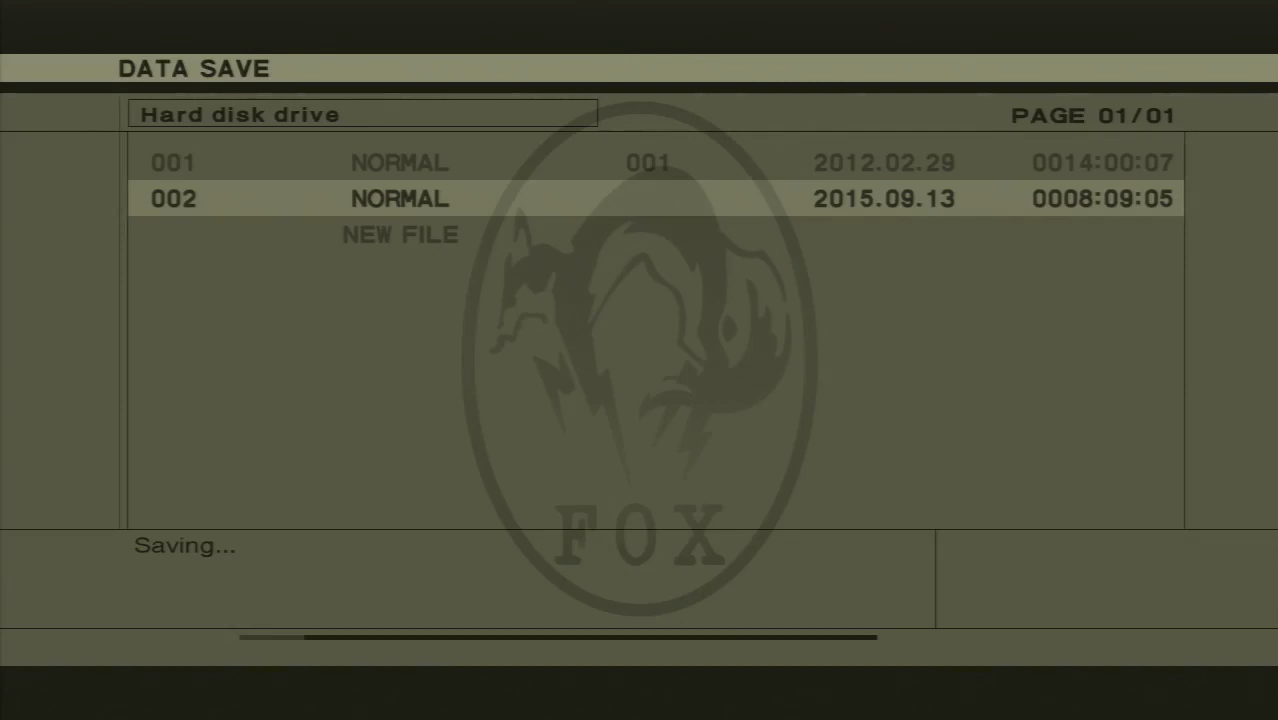 DATA SAVE
Hard disk drive PAGE 01/01
001 NORMAL 001 2012.02.29 0014:00:07
002 NORMAL 2015.09.13 0008:09:05
NEW FILE
FOX
Saving...